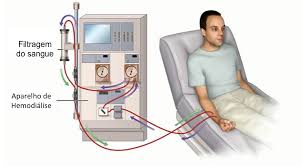 Filtragem
do sangue
Aparelho de
Hemodiálise